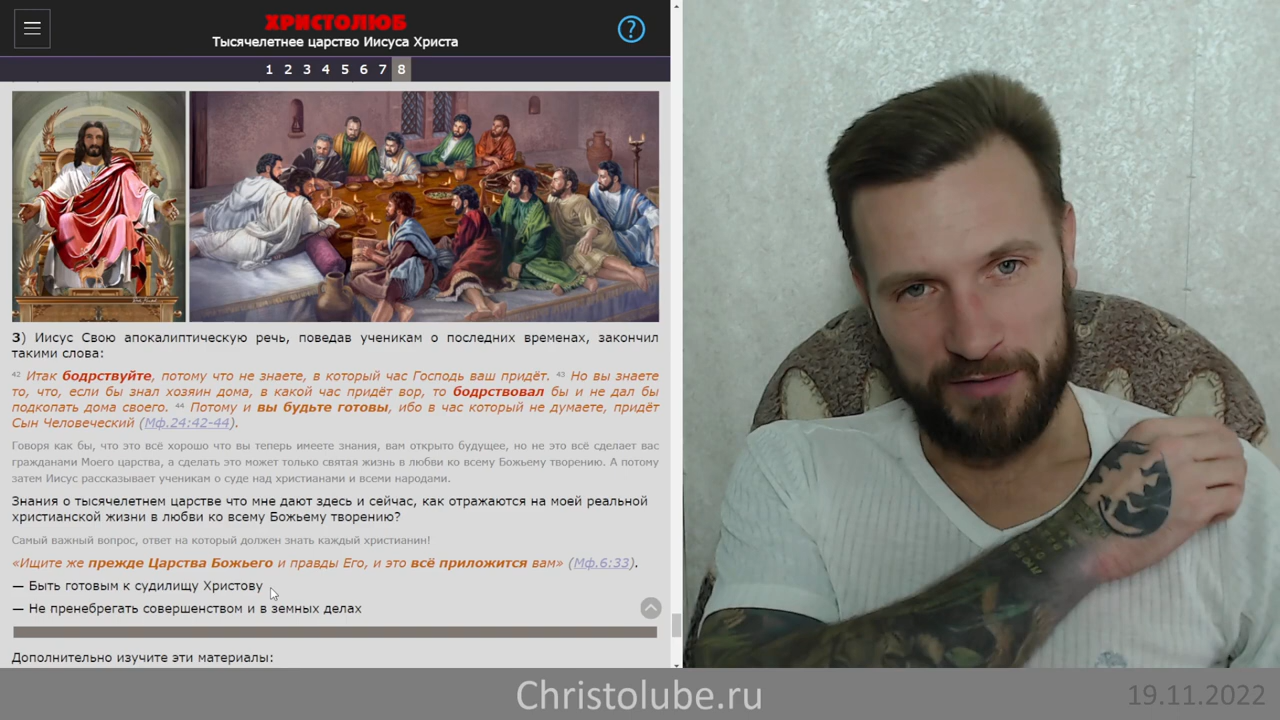 ХРИСТОЛЮБ
Тысячелетнее царство Иисуса Христа
?
1 2 3 4 5 6 7 8
3) Иисус Свою апокалиптическую речь, поведав ученикам о последних временах, закончил
такими слова:
42 Итак бодрствуйте, потому что не знаете, в который час Господь ваш придёт. 43 Но вы знаете
то, что, если бы знал хозяин дома, в какой час придёт вор, то бодрствовал бы и не дал бы
подкопать дома своего. 44 Потому и вы будьте готовы, ибо в час который не думаете, придёт
Сын Человеческий (Мф.24:42-44).
Говоря как бы, что это всё хорошо что вы теперь имеете знания, вам открыто будущее, но не это всё сделает вас
гражданами Моего царства, а сделать это может только святая жизнь в любви ко всему Божьему творению. А потому
затем Иисус рассказывает ученикам о суде над христианами и всеми народами.
Знания о тысячелетнем царстве что мне дают здесь и сейчас, как отражаются на моей реальной
христианской жизни в любви ко всему Божьему творению?
Самый важный вопрос, ответ на который должен знать каждый христианин!
«Ищите же прежде Царства Божьего и правды Его, и это всё приложится вам» (Мф.6:33).
— Быть готовым к судилищу Христову
— Не пренебрегать совершенством и в земных делах
Дополнительно изучите эти материалы:
Christolube.ru
19.11.2022